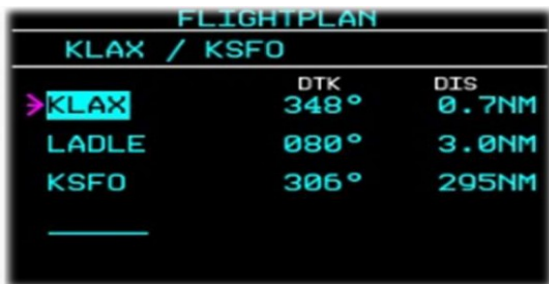 FLIGHTPLAN
KLAX / KSFO
DTK DIS
KLAX 348° 0.7NM
LADLE 080° 3.0NM
KSFO 306° 295NM